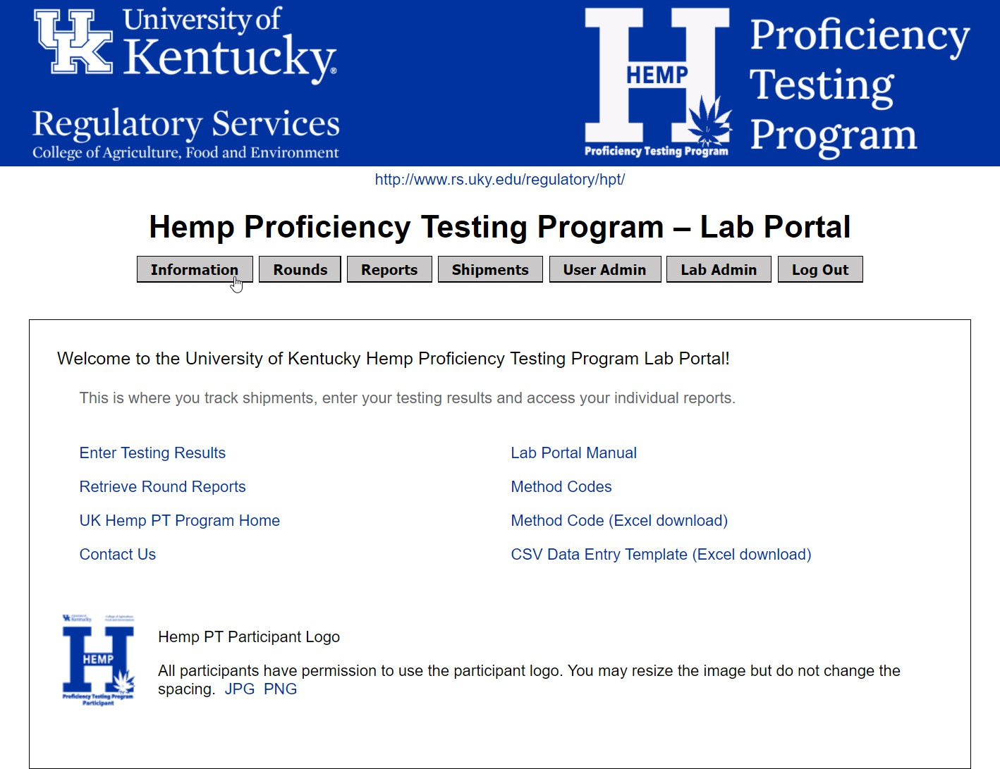 University of
Kentucky®
Regulatory Services
College of Agriculture, Food and Environment
HEMP
Proficiency Testing Program
Proficiency
Testing
Program
http://www.rs.uky.edu/regulatory/hpt/
Hemp Proficiency Testing Program – Lab Portal
Information Rounds Reports Shipments User Admin Lab Admin Log Out
Welcome to the University of Kentucky Hemp Proficiency Testing Program Lab Portal!
This is where you track shipments, enter your testing results and access your individual reports.
Enter Testing Results
Retrieve Round Reports
UK Hemp PT Program Home
Contact Us
Lab Portal Manual
Method Codes
Method Code (Excel download)
CSV Data Entry Template (Excel download)
HEMP
Proficiency Testing Program
Participant
Hemp PT Participant Logo
All participants have permission to use the participant logo. You may resize the image but do not change the
spacing. JPG PNG